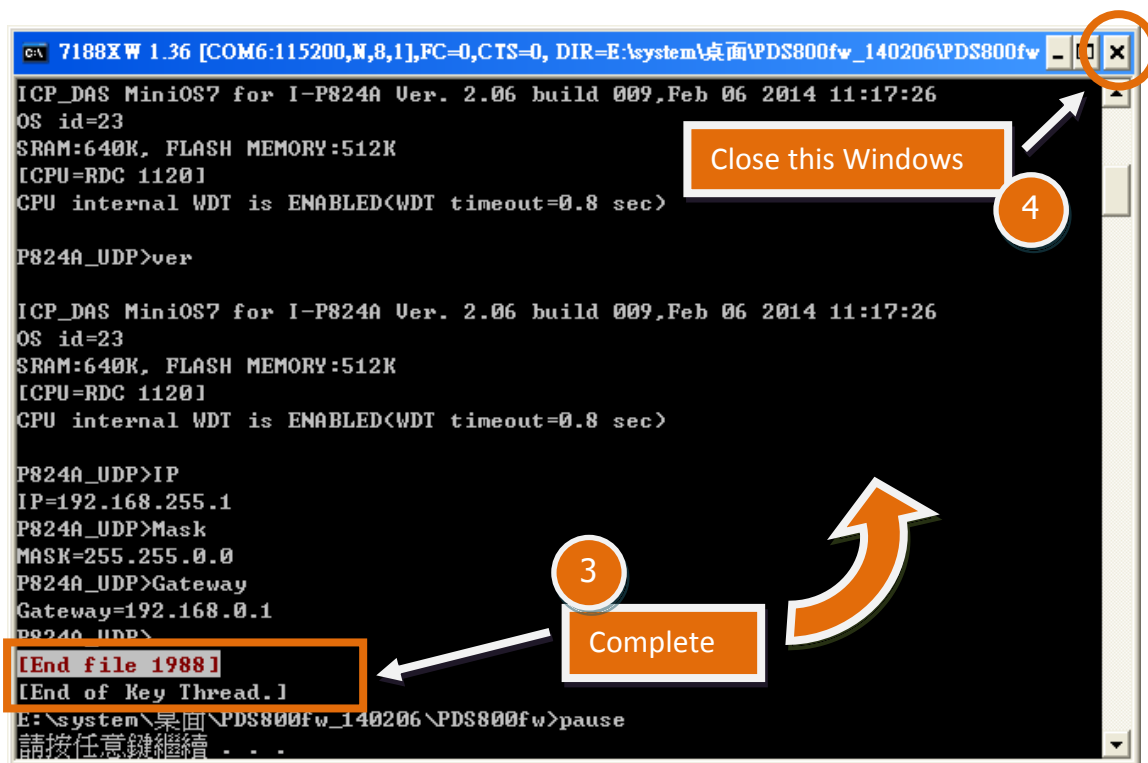 7188XW 1.36 [COM6:115200,N,8,1],FC=0,CTS=0, DIR=E:\system\桌面\PDS800fw_140206\PDS800fw
ICP_DAS MiniOS7 for I-P824A Ver. 2.06 build 009,Feb 06 2014 11:17:26
OS id=23
SRAM:640K, FLASH MEMORY:512K
[CPU=RDC 1120]
CPU internal WDT is ENABLED(WDT timeout=0.8 sec)
Close this Windows
4
P824A_UDP>ver
ICP_DAS MiniOS7 for I-P824A Ver. 2.06 build 009,Feb 06 2014 11:17:26
OS id=23
SRAM:640K, FLASH MEMORY:512K
[CPU=RDC 1120]
CPU internal WDT is ENABLED(WDT timeout=0.8 sec)
P824A_UDP>IP
IP=192.168.255.1
P824A_UDP>Mask
MASK=255.255.0.0
P824A_UDP>Gateway
Gateway=192.168.0.1
P824A_UDP>
3
Complete
[End file 1988]
[End of Key Thread.]
E:\system\桌面\PDS800fw_140206\PDS800fw>pause
請按任意鍵繼續 . . .